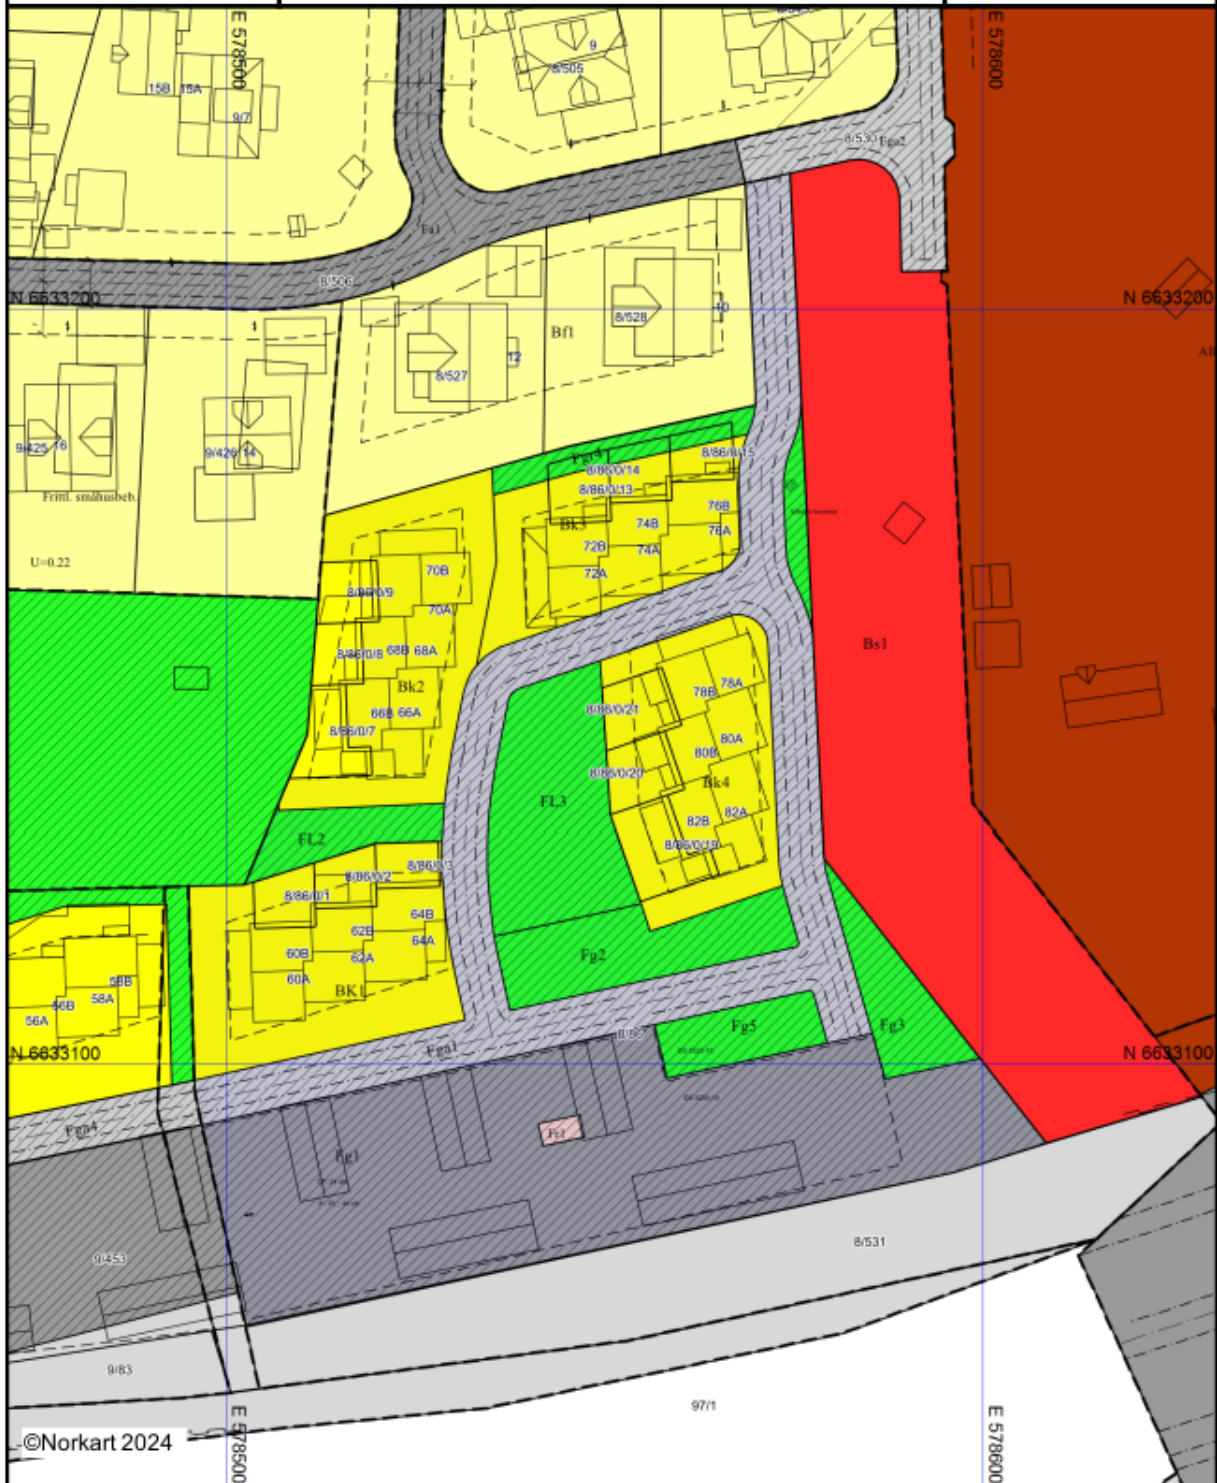 E 578500
E 578600
9
8/505
15B
15A
9/7
8/530
Fga2
Fa1
8/506
N 6633200
N 6633200
10
8/528
Bf1
12
8/527
All
9/425
16
9/426
14
Frittl. småhusbeb.
8/86/0/15
8/86/0/14
8/86/0/13
76B
Bk3
74B
76A
72B
74A
U=0.22
70B
72A
8/86/0/9
70A
Bs1
8/86/0/8
68B
68A
78A
Bk2
78B
66B
66A
8/86/0/21
8/86/0/7
80A
80B
8/86/0/20
Bk4
FL3
82A
82B
FL2
8/86/0/19
8/86/0/3
8/86/0/2
8/86/0/1
64B
62B
64A
60B
62A
Fg2
58B
60A
58A
BK1
56B
56A
Fg5
Fg3
N 6633100
Fga1
N 6633100
Fga4
Fg1
9/453
8/531
9/83
97/1
©Norkart 2024
E 578500
E 578600